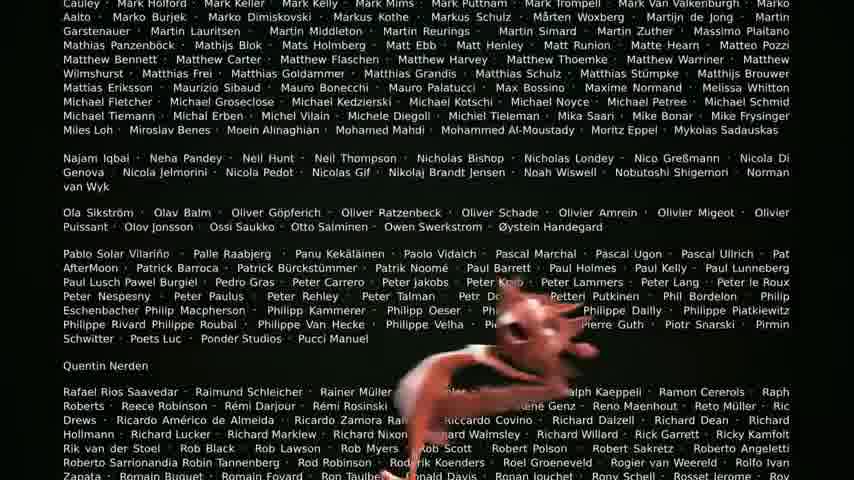 Cauley · Mark Holford · Mark Keller · Mark Kelly · Mark Mims · Mark Puttnam · Mark Trompell · Mark Van Valkenburgh · Marko
Aalto · Marko Burjek · Marko Dimiskovski · Markus Kothe · Markus Schulz · Mårten Woxberg · Martijn de Jong · Martin
Garstenauer · Martin Lauritsen · Martin Middleton · Martin Reurings · Martin Simard · Martin Zuther · Massimo Plaitano
Mathias Panzenböck · Mathijs Blok · Mats Holmberg · Matt Ebb · Matt Henley · Matt Runion · Matte Hearn · Matteo Pozzi
Matthew Bennett · Matthew Carter · Matthew Flaschen · Matthew Harvey · Matthew Thoemke · Matthew Warriner · Matthew
Wilmshurst · Matthias Frei · Matthias Goldammer · Matthias Grandis · Matthias Schulz · Matthias Stümpke · Matthijs Brouwer
Mattias Eriksson · Maurizio Sibaud · Mauro Bonecchi · Mauro Palatucci · Max Bossino · Maxime Normand · Melissa Whitton
Michael Fletcher · Michael Groseclose · Michael Kedzierski · Michael Kotschi · Michael Noyce · Michael Petree · Michael Schmid
Michael Tiemann · Michal Erben · Michel Vilain · Michele Diegoli · Michiel Tieleman · Mika Saari · Mike Bonar · Mike Frysinger
Miles Loh · Miroslav Benes · Moein Alinaghian · Mohamed Mahdi · Mohammed Al-Moustady · Moritz Eppel · Mykolas Sadauskas
Najam Iqbal · Neha Pandey · Neil Hunt · Neil Thompson · Nicholas Bishop · Nicholas Londey · Nico Greßmann · Nicola Di
Genova · Nicola Jelmorini · Nicola Pedot · Nicolas Gif · Nikolaj Brandt Jensen · Noah Wiswell · Nobutoshi Shigemori · Norman
van Wyk
Ola Sikström · Olav Balm · Oliver Göpferich · Oliver Ratzenbeck · Oliver Schade · Olivier Amrein · Olivier Migeot · Olivier
Puissant · Olov Jonsson · Ossi Saukko · Otto Salminen · Owen Swerkstrom · Øystein Handegard
Pablo Solar Vilariño · Palle Raabjerg · Panu Kekäläinen · Paolo Vidalch · Pascal Marchal · Pascal Ugon · Pascal Ullrich · Pat
AfterMoon · Patrick Barroca · Patrick Bürckstümmer · Patrik Noomé · Paul Barrett · Paul Holmes · Paul Kelly · Paul Lunneberg
Paul Lusch Pawel Burgiel · Pedro Gras · Peter Carrero · Peter jakobs · Peter · Peter Lammers · Peter Lang · Peter le Roux
Peter Nespesny · Peter Paulus · Peter Rehley · Peter Talman · Petr · Petteri Putkinen · Phil Bordelon · Philip
Eschenbacher Philip Macpherson · Philipp Kammerer · Philipp Oeser · Philippe Dailly · Philippe Piatkiewitz
Philippe Rivard Philippe Roubal · Philippe Van Hecke · Philippe Velha · Pierre Guth · Piotr Snarski · Pirmin
Schwitter · Poets Luc · Ponder Studios · Pucci Manuel
Quentin Nerden
Rafael Rios Saavedar · Raimund Schleicher · Rainer Müller · Ralph Kaeppeli · Ramon Cererols · Raph
Roberts · Reece Robinson · Rémi Darjour · Rémi Rosinski · René Genz · Reno Maenhout · Reto Müller · Ric
Drews · Ricardo Américo de Almeida · Ricardo Zamora · Riccardo Covino · Richard Dalzell · Richard Dean · Richard
Hollmann · Richard Lucker · Richard Marklew · Richard Nixon · Richard Walmsley · Richard Willard · Rick Garrett · Ricky Kamfolt
Rik van der Stoel · Rob Black · Rob Lawson · Rob Myers · Rob Scott · Robert Polson · Robert Sakretz · Roberto Angeletti
Roberto Sarrionandia Robin Tannenberg · Rod Robinson · Roderik Koenders · Roel Groeneveld · Rogier van Weereld · Rolfo Ivan
Zapata · Romain Buquet · Romain Foyard · Ron · Ronald Davis · Ronan Jouchet · Rony Schell · Rosset Jerome · Roy